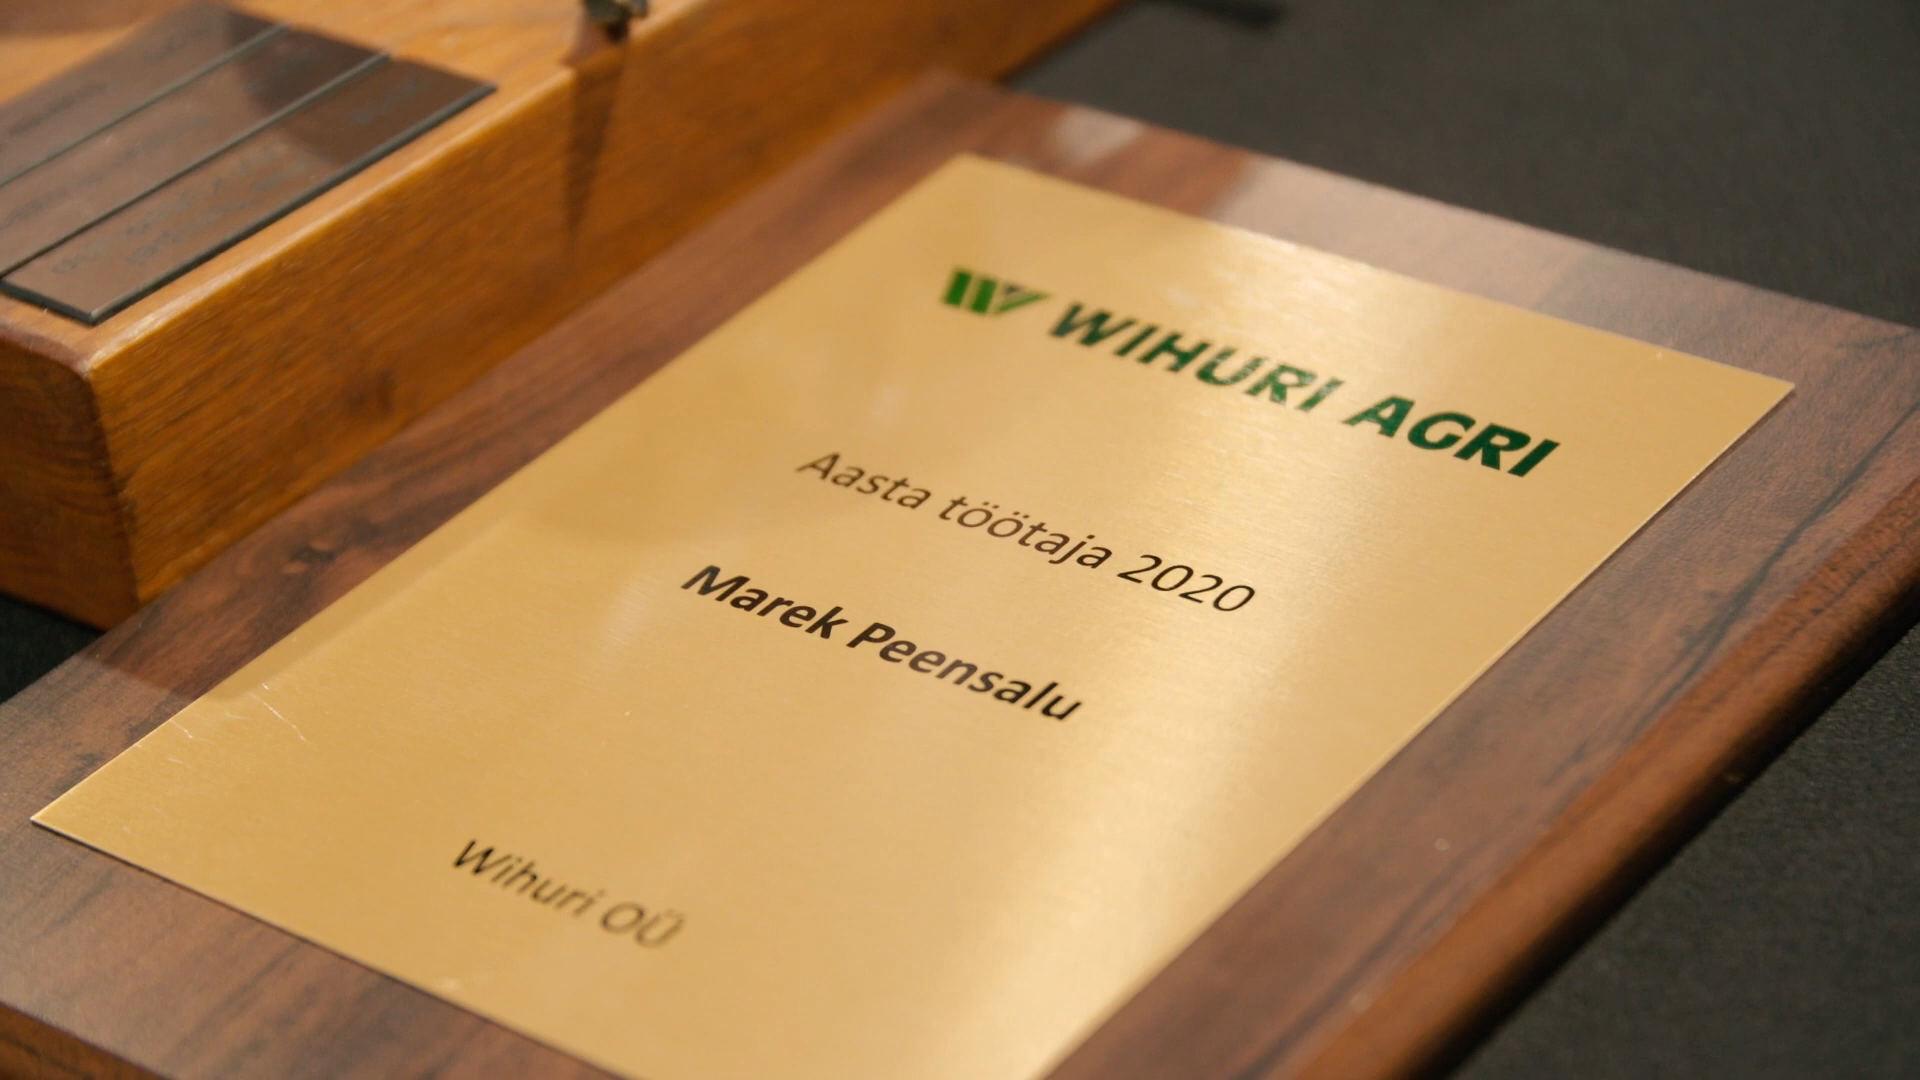 WIHURI AGRI
Aasta töötaja 2020
Marek Peensalu
Wihuri OÜ